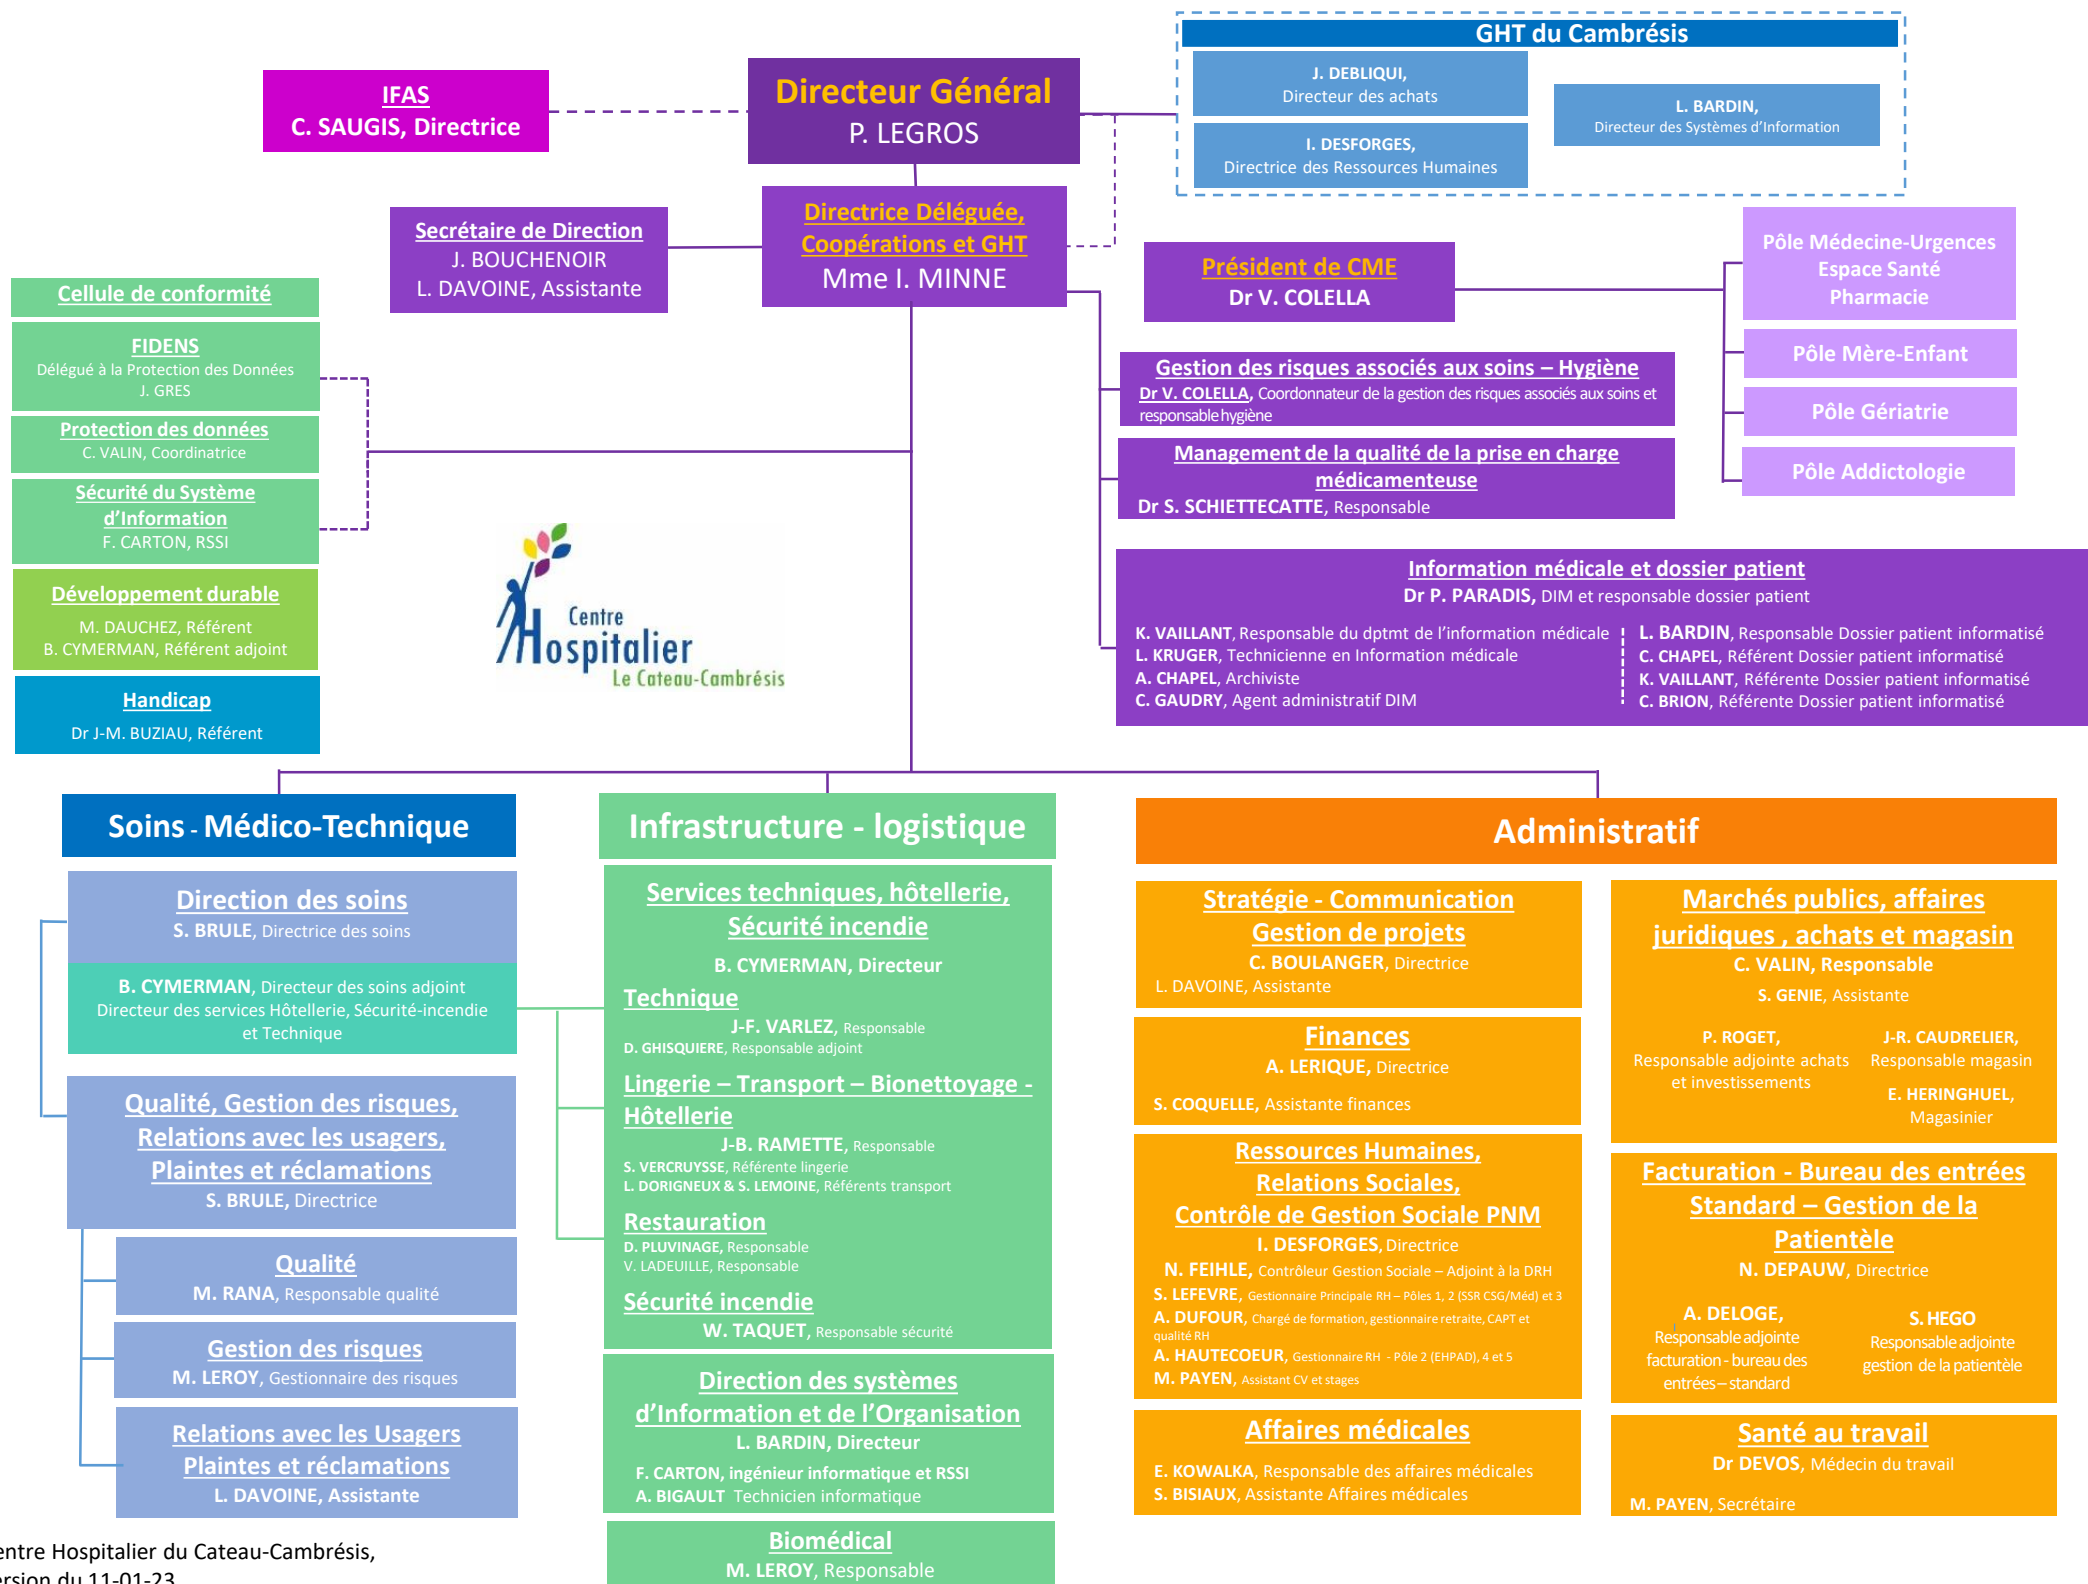 GHT du Cambrésis
J. DEBLIQUI,
Directeur des achats
L. BARDIN,
Directeur des Systèmes d'Information
I. DESFORGES,
Directrice des Ressources Humaines
IFAS
C. SAUGIS, Directrice
Directeur Général
P. LEGROS
Secrétaire de Direction
J. BOUCHENOIR
L. DAVOINE, Assistante
Directrice Déléguée,
Coopérations et GHT
Mme I. MINNE
Président de CME
Dr V. COLELLA
Pôle Médecine-Urgences
Espace Santé
Pharmacie
Pôle Mère-Enfant
Pôle Gériatrie
Pôle Addictologie
Cellule de conformité
FIDENS
Délégué à la Protection des Données
J. GRES
Protection des données
C. VALIN, Coordinatrice
Sécurité du Système
d'Information
F. CARTON, RSSI
Développement durable
M. DAUCHEZ, Référent
B. CYMERMAN, Référent adjoint
Handicap
Dr J-M. BUZIAU, Référent
Centre
Hospitalier
Le Cateau-Cambrésis
Gestion des risques associés aux soins – Hygiène
Dr V. COLELLA, Coordonnateur de la gestion des risques associés aux soins et
responsable hygiène
Management de la qualité de la prise en charge
médicamenteuse
Dr S. SCHIETTECATTE, Responsable
Information médicale et dossier patient
Dr P. PARADIS, DIM et responsable dossier patient
K. VAILLANT, Responsable du dptmt de l'information médicale
L. KRUGER, Technicienne en Information médicale
A. CHAPEL, Archiviste
C. GAUDRY, Agent administratif DIM
L. BARDIN, Responsable Dossier patient informatisé
C. CHAPEL, Référent Dossier patient informatisé
K. VAILLANT, Référente Dossier patient informatisé
C. BRION, Référente Dossier patient informatisé
Soins - Médico-Technique
Direction des soins
S. BRULE, Directrice des soins
B. CYMERMAN, Directeur des soins adjoint
Directeur des services Hôtellerie, Sécurité-incendie
et Technique
Qualité, Gestion des risques,
Relations avec les usagers,
Plaintes et réclamations
S. BRULE, Directrice
Qualité
M. RANA, Responsable qualité
Gestion des risques
M. LEROY, Gestionnaire des risques
Relations avec les Usagers
Plaintes et réclamations
L. DAVOINE, Assistante
Infrastructure - logistique
Services techniques, hôtellerie,
Sécurité incendie
B. CYMERMAN, Directeur
Technique
J-F. VARLEZ, Responsable
D. GHISQUIERE, Responsable adjoint
Lingerie – Transport – Bionettoyage -
Hôtellerie
J-B. RAMETTE, Responsable
S. VERCRUYSSE, Référente lingerie
L. DORIGNEUX & S. LEMOINE, Référents transport
Restauration
D. PLUVINAGE, Responsable
V. LADEUILLE, Responsable
Sécurité incendie
W. TAQUET, Responsable sécurité
Direction des systèmes
d'Information et de l'Organisation
L. BARDIN, Directeur
F. CARTON, ingénieur informatique et RSSI
A. BIGAULT Technicien informatique
Biomédical
M. LEROY, Responsable
Administratif
Stratégie - Communication
Gestion de projets
C. BOULANGER, Directrice
L. DAVOINE, Assistante
Finances
A. LERIQUE, Directrice
S. COQUELLE, Assistante finances
Ressources Humaines,
Relations Sociales,
Contrôle de Gestion Sociale PNM
I. DESFORGES, Directrice
N. FEIHLE, Contrôleur Gestion Sociale – Adjoint à la DRH
S. LEFEVRE, Gestionnaire Principale RH – Pôles 1, 2 (SSR CSG/Méd) et 3
A. DUFOUR, Chargé de formation, gestionnaire retraite, CAPT et
qualité RH
A. HAUTECOEUR, Gestionnaire RH - Pôle 2 (EHPAD), 4 et 5
M. PAYEN, Assistant CV et stages
Affaires médicales
E. KOWALKA, Responsable des affaires médicales
S. BISIAUX, Assistante Affaires médicales
Marchés publics, affaires
juridiques , achats et magasin
C. VALIN, Responsable
S. GENIE, Assistante
P. ROGET,
Responsable adjointe achats
et investissements
J-R. CAUDRELIER,
Responsable magasin
E. HERINGHUEL,
Magasinier
Facturation - Bureau des entrées
Standard – Gestion de la
Patientèle
N. DEPAUW, Directrice
A. DELOGE,
Responsable adjointe
facturation - bureau des
entrées – standard
S. HEGO
Responsable adjointe
gestion de la patientèle
Santé au travail
Dr DEVOS, Médecin du travail
M. PAYEN, Secrétaire
entre Hospitalier du Cateau-Cambrésis,
ersion du 11-01-23